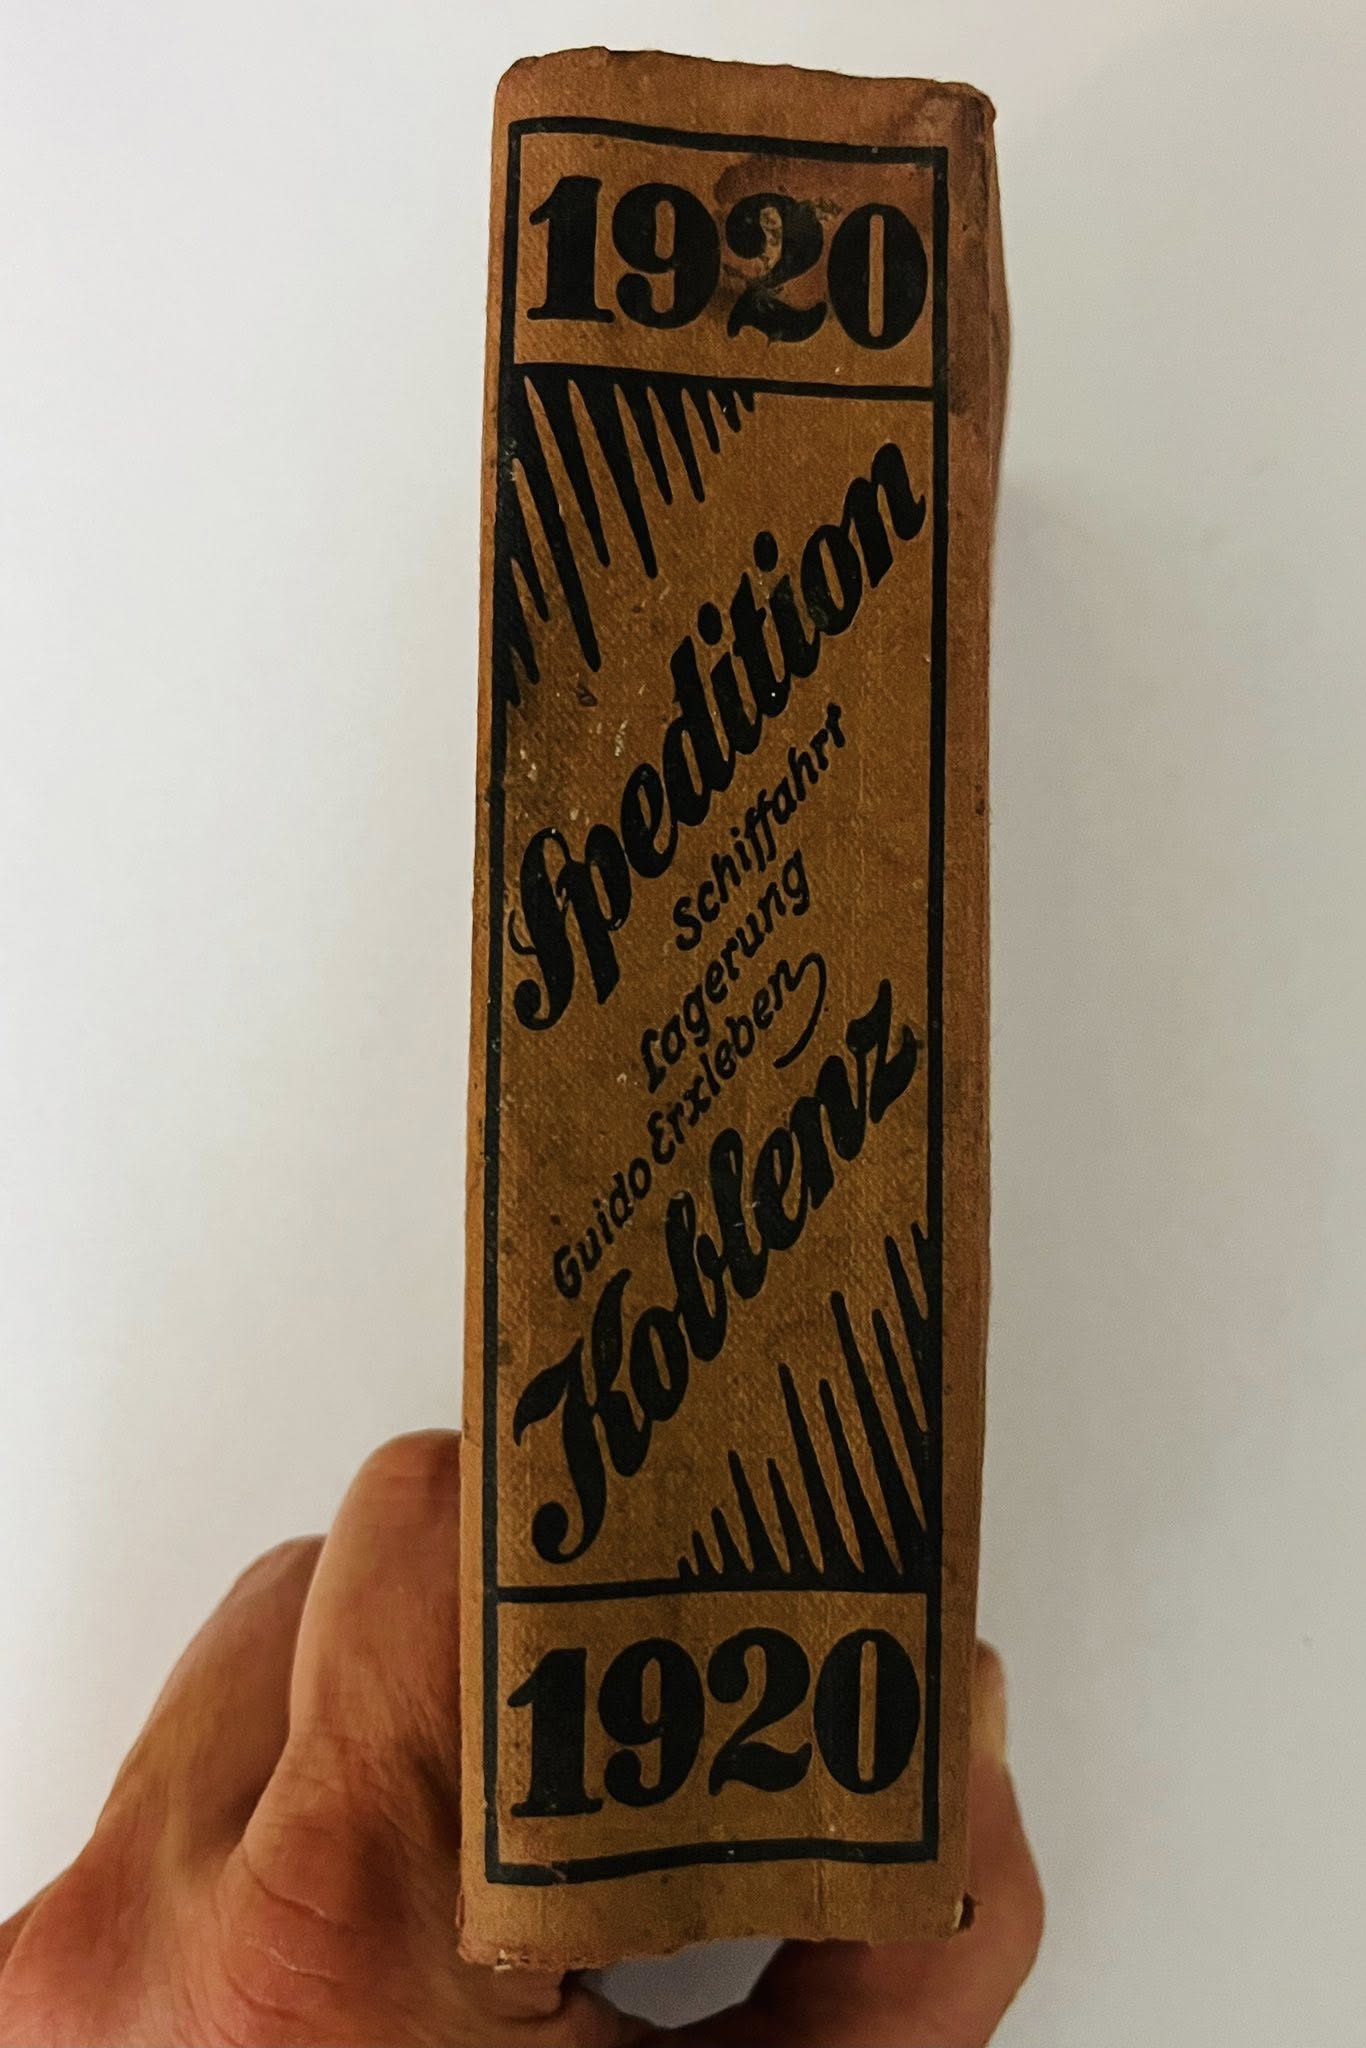 1920
Spedition
Schiffahrt
Lagerung
Guido Erxleben
Koblenz
1920